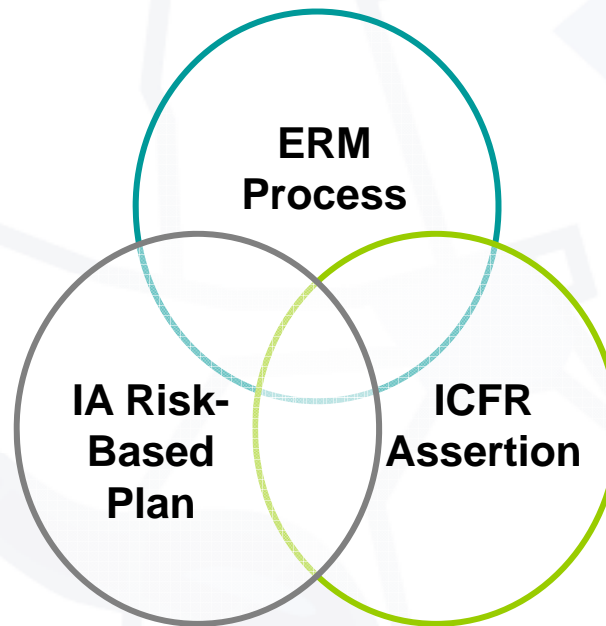 ERM
Process
IA Risk-
Based
Plan
ICFR
Assertion